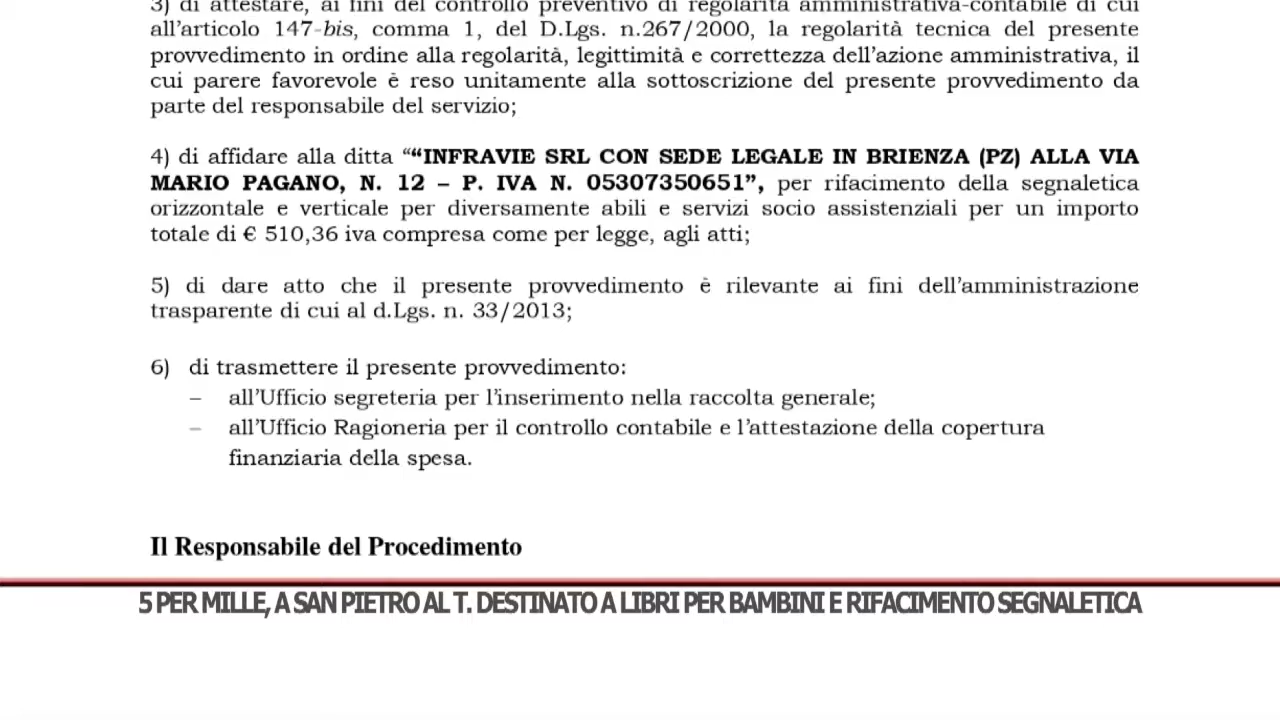 3) di attestare, ai fini del controllo preventivo di regolarità amministrativa-contabile di cui
all’articolo 147-bis, comma 1, del D.Lgs. n.267/2000, la regolarità tecnica del presente
provvedimento in ordine alla regolarità, legittimità e correttezza dell’azione amministrativa, il
cui parere favorevole è reso unitamente alla sottoscrizione del presente provvedimento da
parte del responsabile del servizio;
4) di affidare alla ditta ““INFRAVIE SRL CON SEDE LEGALE IN BRIENZA (PZ) ALLA VIA
MARIO PAGANO, N. 12 – P. IVA N. 05307350651”, per rifacimento della segnaletica
orizzontale e verticale per diversamente abili e servizi socio assistenziali per un importo
totale di € 510,36 iva compresa come per legge, agli atti;
5) di dare atto che il presente provvedimento è rilevante ai fini dell’amministrazione
trasparente di cui al d.Lgs. n. 33/2013;
6) di trasmettere il presente provvedimento:
– all’Ufficio segreteria per l’inserimento nella raccolta generale;
– all’Ufficio Ragioneria per il controllo contabile e l’attestazione della copertura
finanziaria della spesa.
Il Responsabile del Procedimento
5 PER MILLE, A SAN PIETRO AL T. DESTINATO A LIBRI PER BAMBINI E RIFACIMENTO SEGNALETICA